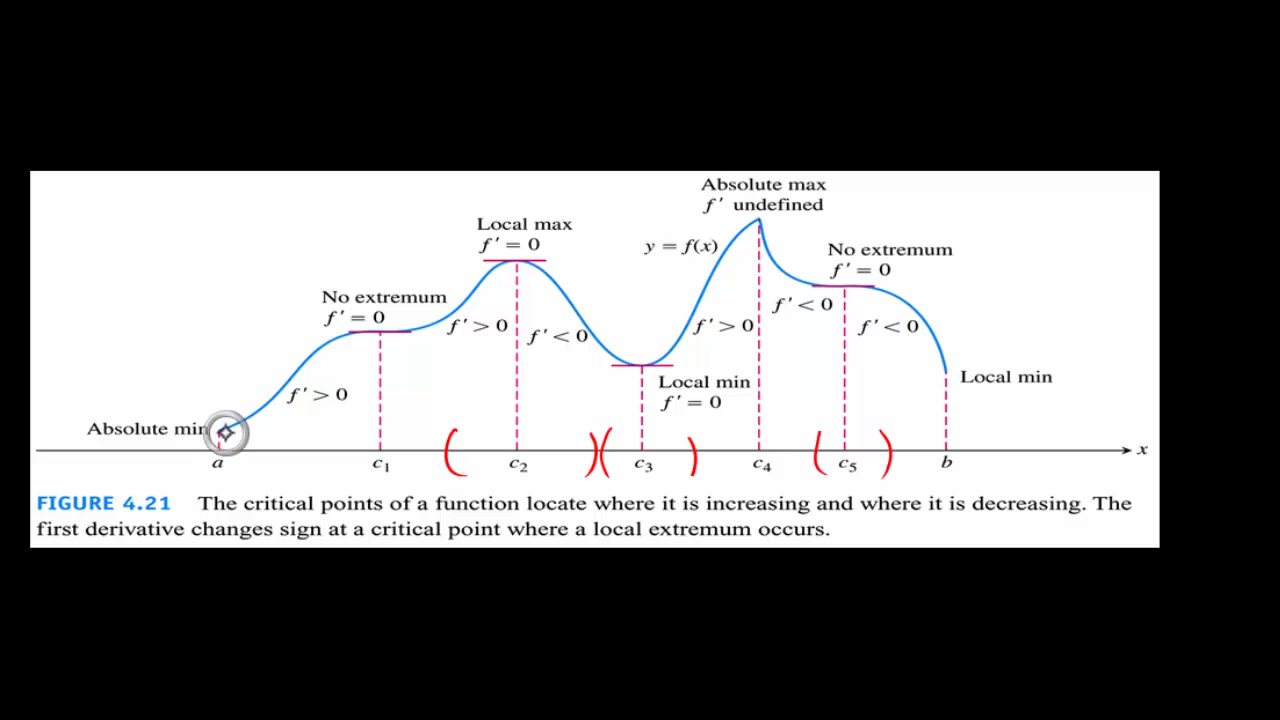 Absolute max
f' undefined
Local max
f' = 0
y = f(x)
No extremum
f' = 0
No extremum
f' = 0
f' > 0
f' < 0
f' > 0
f' < 0
f' < 0
Local min
f' = 0
Local min
f' > 0
Absolute min
a
c₁
c₂
c₃
c₄
c₅
b
x
FIGURE 4.21 The critical points of a function locate where it is increasing and where it is decreasing. The
first derivative changes sign at a critical point where a local extremum occurs.